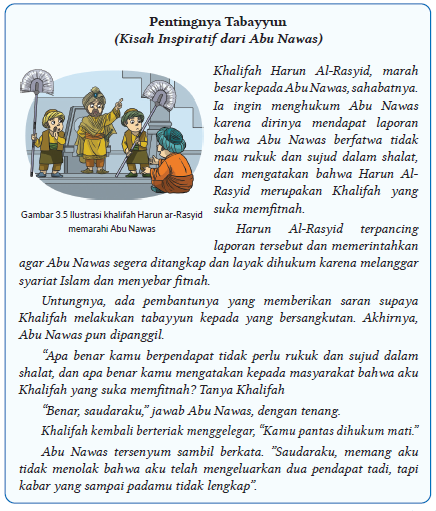 Pentingnya Tabayyun
(Kisah Inspiratif dari Abu Nawas)
Khalifah Harun Al-Rasyid, marah
besar kepada Abu Nawas, sahabatnya.
Ia ingin menghukum Abu Nawas
karena dirinya mendapat laporan
bahwa Abu Nawas berfatwa tidak
mau rukuk dan sujud dalam shalat,
dan mengatakan bahwa Harun Al-
Rasyid merupakan Khalifah yang
suka memfitnah.
Gambar 3.5 Ilustrasi khalifah Harun ar-Rasyid
memarahi Abu Nawas
Harun Al-Rasyid terpancing
laporan tersebut dan memerintahkan
agar Abu Nawas segera ditangkap dan layak dihukum karena melanggar
syariat Islam dan menyebar fitnah.
Untungnya, ada pembantunya yang memberikan saran supaya
Khalifah melakukan tabayyun kepada yang bersangkutan. Akhirnya,
Abu Nawas pun dipanggil.
“Apa benar kamu berpendapat tidak perlu rukuk dan sujud dalam
shalat, dan apa benar kamu mengatakan kepada masyarakat bahwa aku
Khalifah yang suka memfitnah? Tanya Khalifah
“Benar, saudaraku,” jawab Abu Nawas, dengan tenang.
Khalifah kembali berteriak menggelegar, “Kamu pantas dihukum mati.”
Abu Nawas tersenyum sambil berkata. ”Saudaraku, memang aku
tidak menolak bahwa aku telah mengeluarkan dua pendapat tadi, tapi
kabar yang sampai padamu tidak lengkap”.